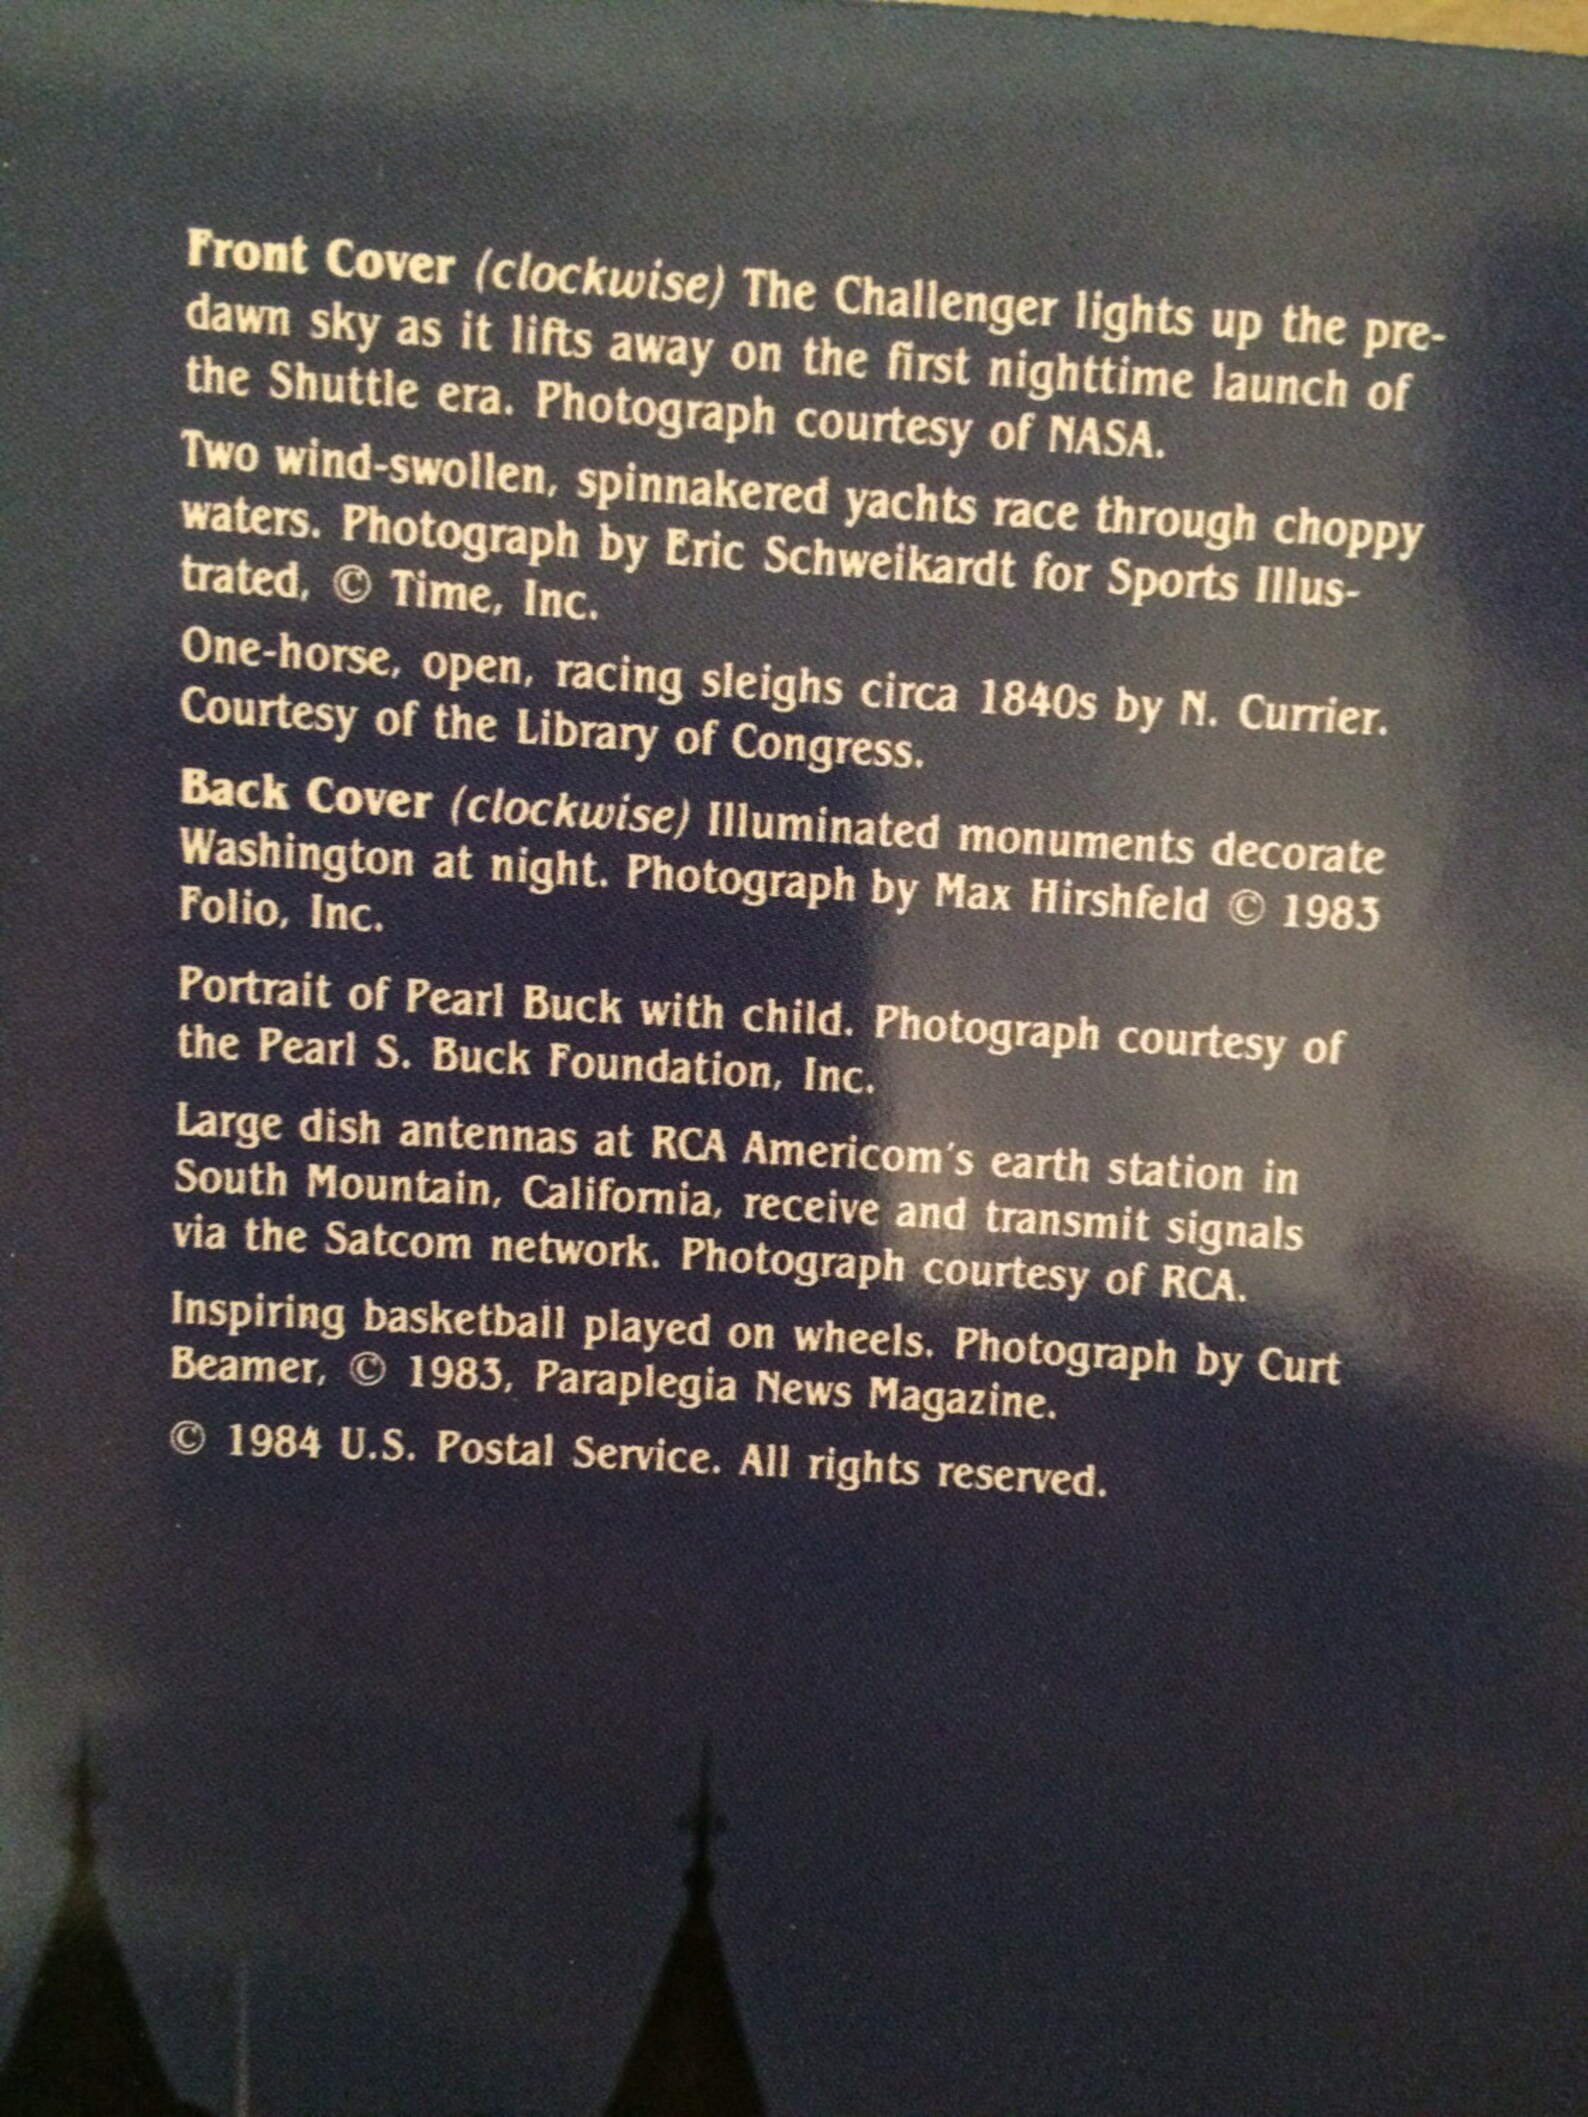 Front Cover (clockwise) The Challenger lights up the pre-
dawn sky as it lifts away on the first nighttime launch of
the Shuttle era. Photograph courtesy of NASA.
Two wind-swollen, spinnakered yachts race through choppy
waters. Photograph by Eric Schweikardt for Sports Illus-
trated, © Time, Inc.
One-horse, open, racing sleighs circa 1840s by N. Currier.
Courtesy of the Library of Congress.
Back Cover (clockwise) Illuminated monuments decorate
Washington at night. Photograph by Max Hirshfeld © 1983
Folio, Inc.
Portrait of Pearl Buck with child. Photograph courtesy of
the Pearl S. Buck Foundation, Inc.
Large dish antennas at RCA Americom's earth station in
South Mountain, California, receive and transmit signals
via the Satcom network. Photograph courtesy of RCA.
Inspiring basketball played on wheels. Photograph by Curt
Beamer, © 1983, Paraplegia News Magazine.
© 1984 U.S. Postal Service. All rights reserved.